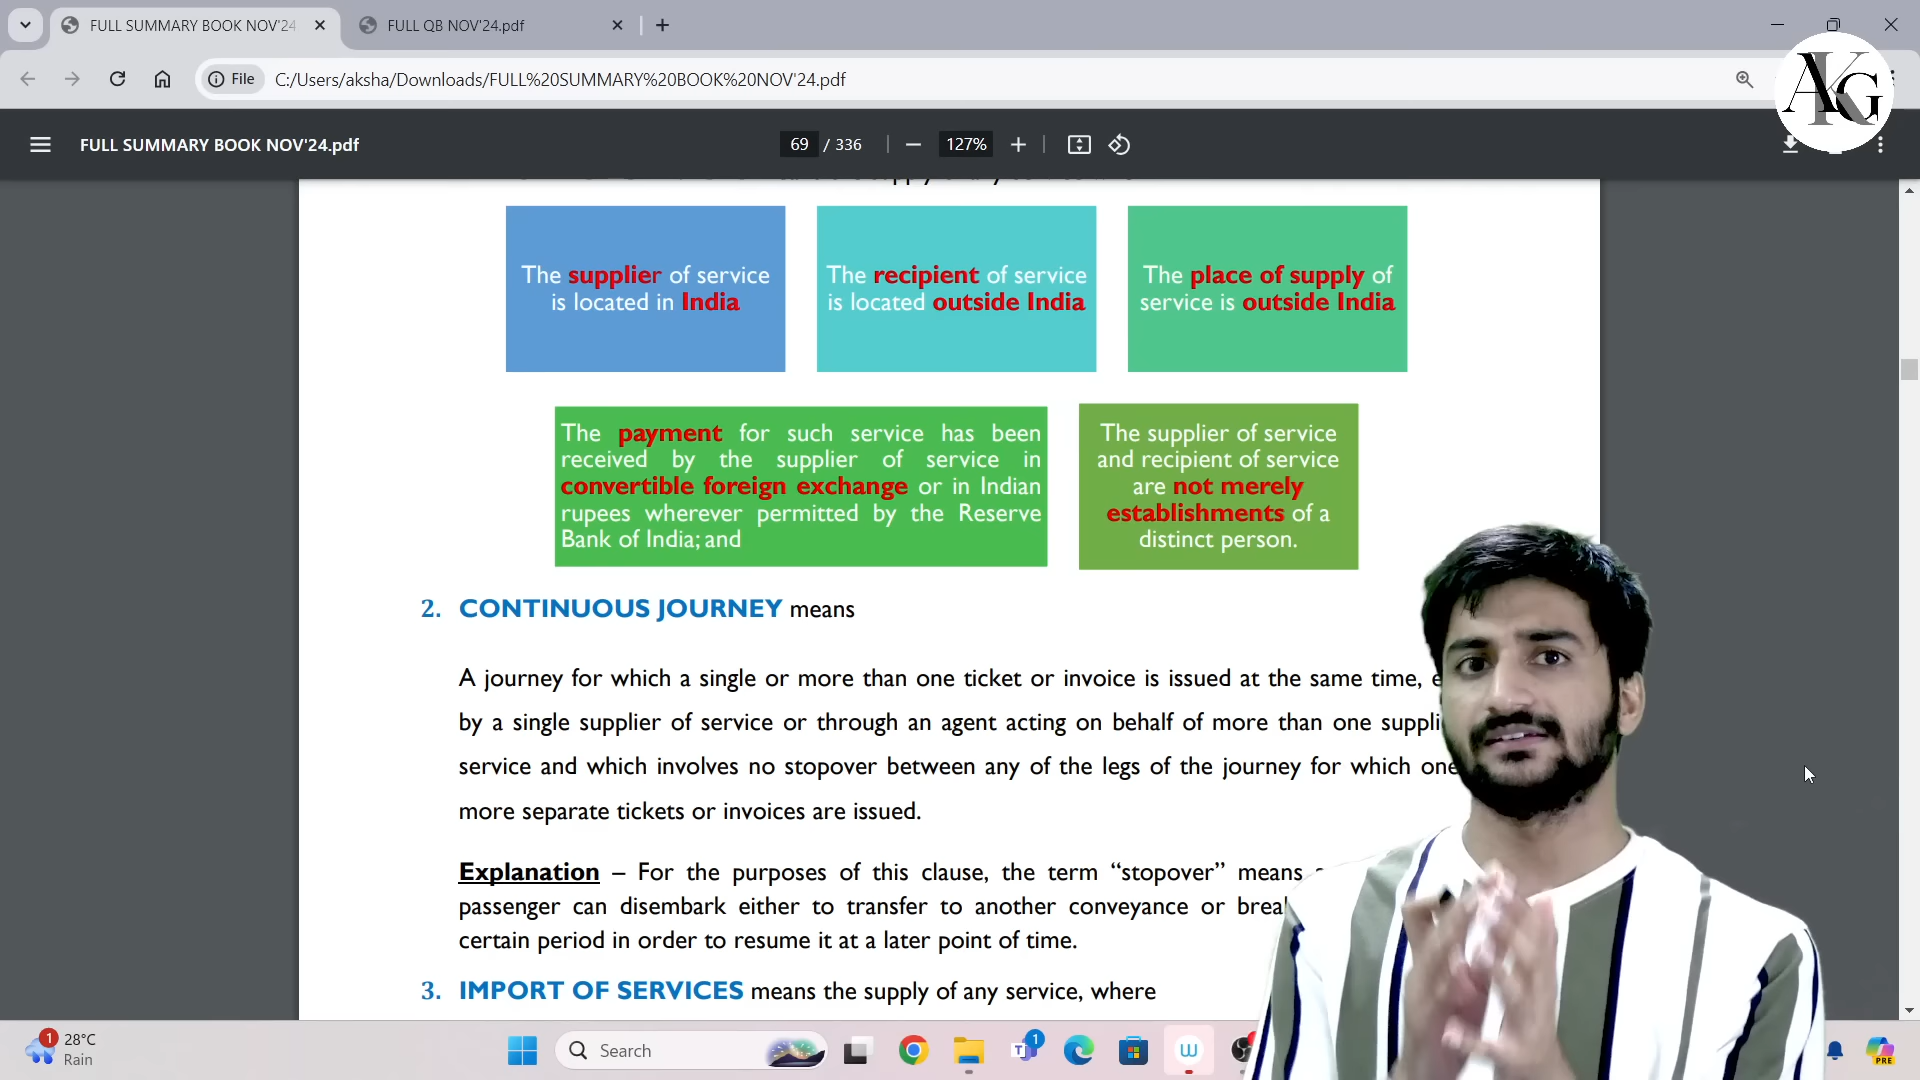 FULL SUMMARY BOOK NOV'24
FULL QB NOV'24.pdf
File
C:/Users/aksha/Downloads/FULL%20SUMMARY%20BOOK%20NOV'24.pdf
AKG
FULL SUMMARY BOOK NOV'24.pdf
69 / 336
127%
The supplier of service
is located in India
The recipient of service
is located outside India
The place of supply of
service is outside India
The payment for such service has been
received by the supplier of service in
convertible foreign exchange or in Indian
rupees wherever permitted by the Reserve
Bank of India; and
The supplier of service
and recipient of service
are not merely
establishments of a
distinct person.
2. CONTINUOUS JOURNEY means
A journey for which a single or more than one ticket or invoice is issued at the same time,
by a single supplier of service or through an agent acting on behalf of more than one
service and which involves no stopover between any of the legs of the journey for which one
more separate tickets or invoices are issued.
Explanation – For the purposes of this clause, the term “stopover” means
passenger can disembark either to transfer to another conveyance or
certain period in order to resume it at a later point of time.
3. IMPORT OF SERVICES means the supply of any service, where
1
28°C
Rain
Search
1
PRE